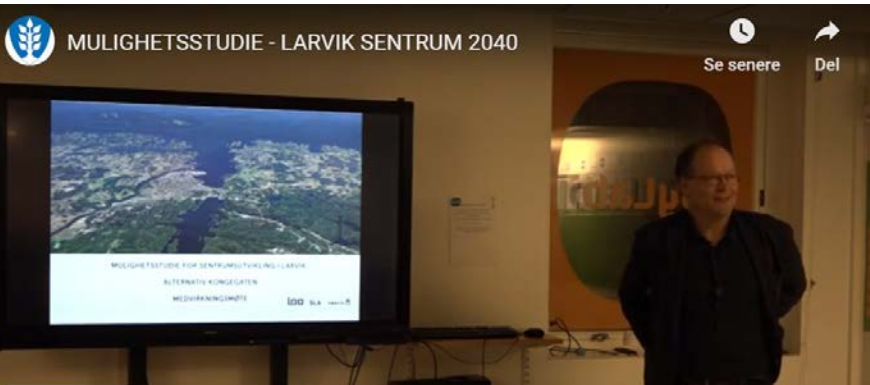 MULIGHETSSTUDIE - LARVIK SENTRUM 2040
Se senere
Del
MULIGHETSSTUDIE FOR SENTRUMSUTVIKLING - LARVIK
ALTERNATIV KONGEGATEN
MEDVIRKNINGSMØTE
SLA